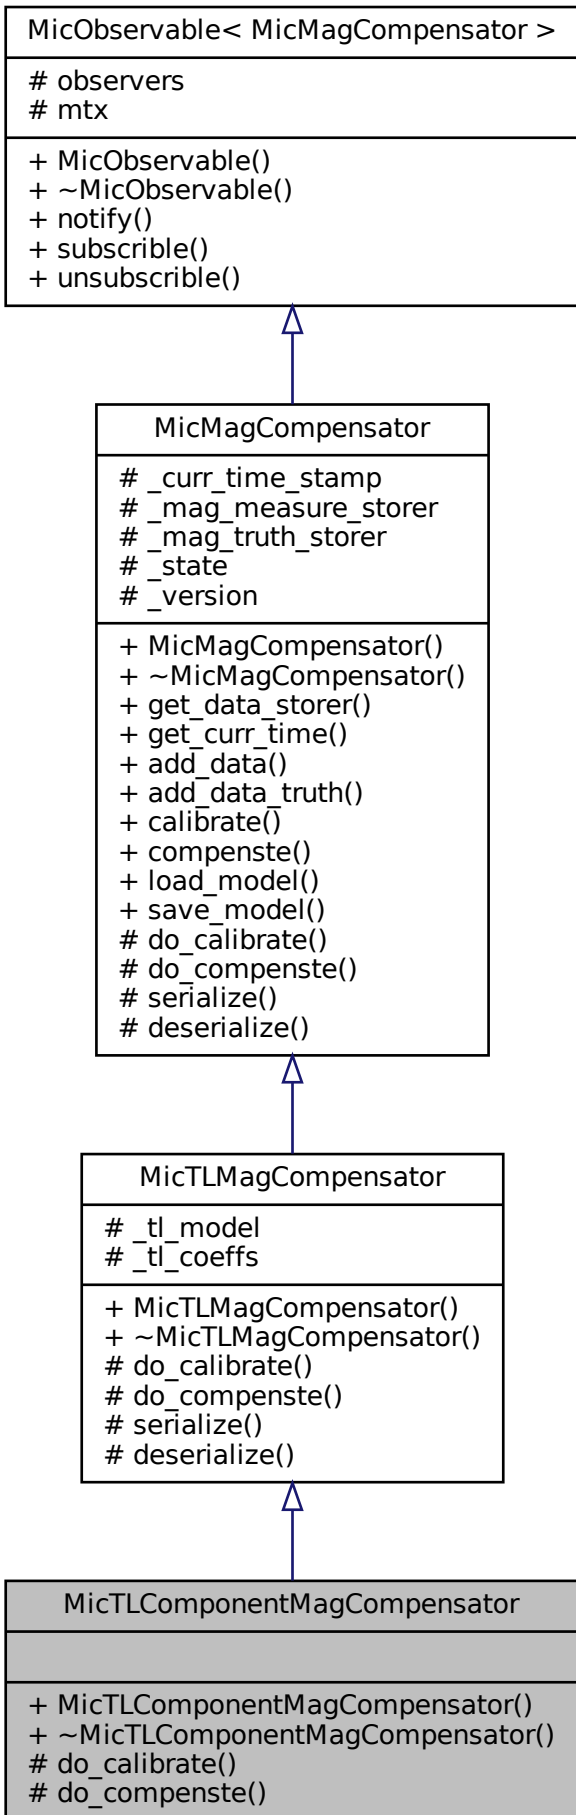 MicObservable< MicMagCompensator >
# observers
# mtx
+ MicObservable()
+ ~MicObservable()
+ notify()
+ subscrible()
+ unsubscrible()
MicMagCompensator
# _curr_time_stamp
# _mag_measure_storer
# _mag_truth_storer
# _state
# _version
+ MicMagCompensator()
+ ~MicMagCompensator()
+ get_data_storer()
+ get_curr_time()
+ add_data()
+ add_data_truth()
+ calibrate()
+ compenste()
+ load_model()
+ save_model()
# do_calibrate()
# do_compenste()
# serialize()
# deserialize()
MicTLMagCompensator
# _tl_model
# _tl_coeffs
+ MicTLMagCompensator()
+ ~MicTLMagCompensator()
# do_calibrate()
# do_compenste()
# serialize()
# deserialize()
MicTLComponentMagCompensator
+ MicTLComponentMagCompensator()
+ ~MicTLComponentMagCompensator()
# do_calibrate()
# do_compenste()